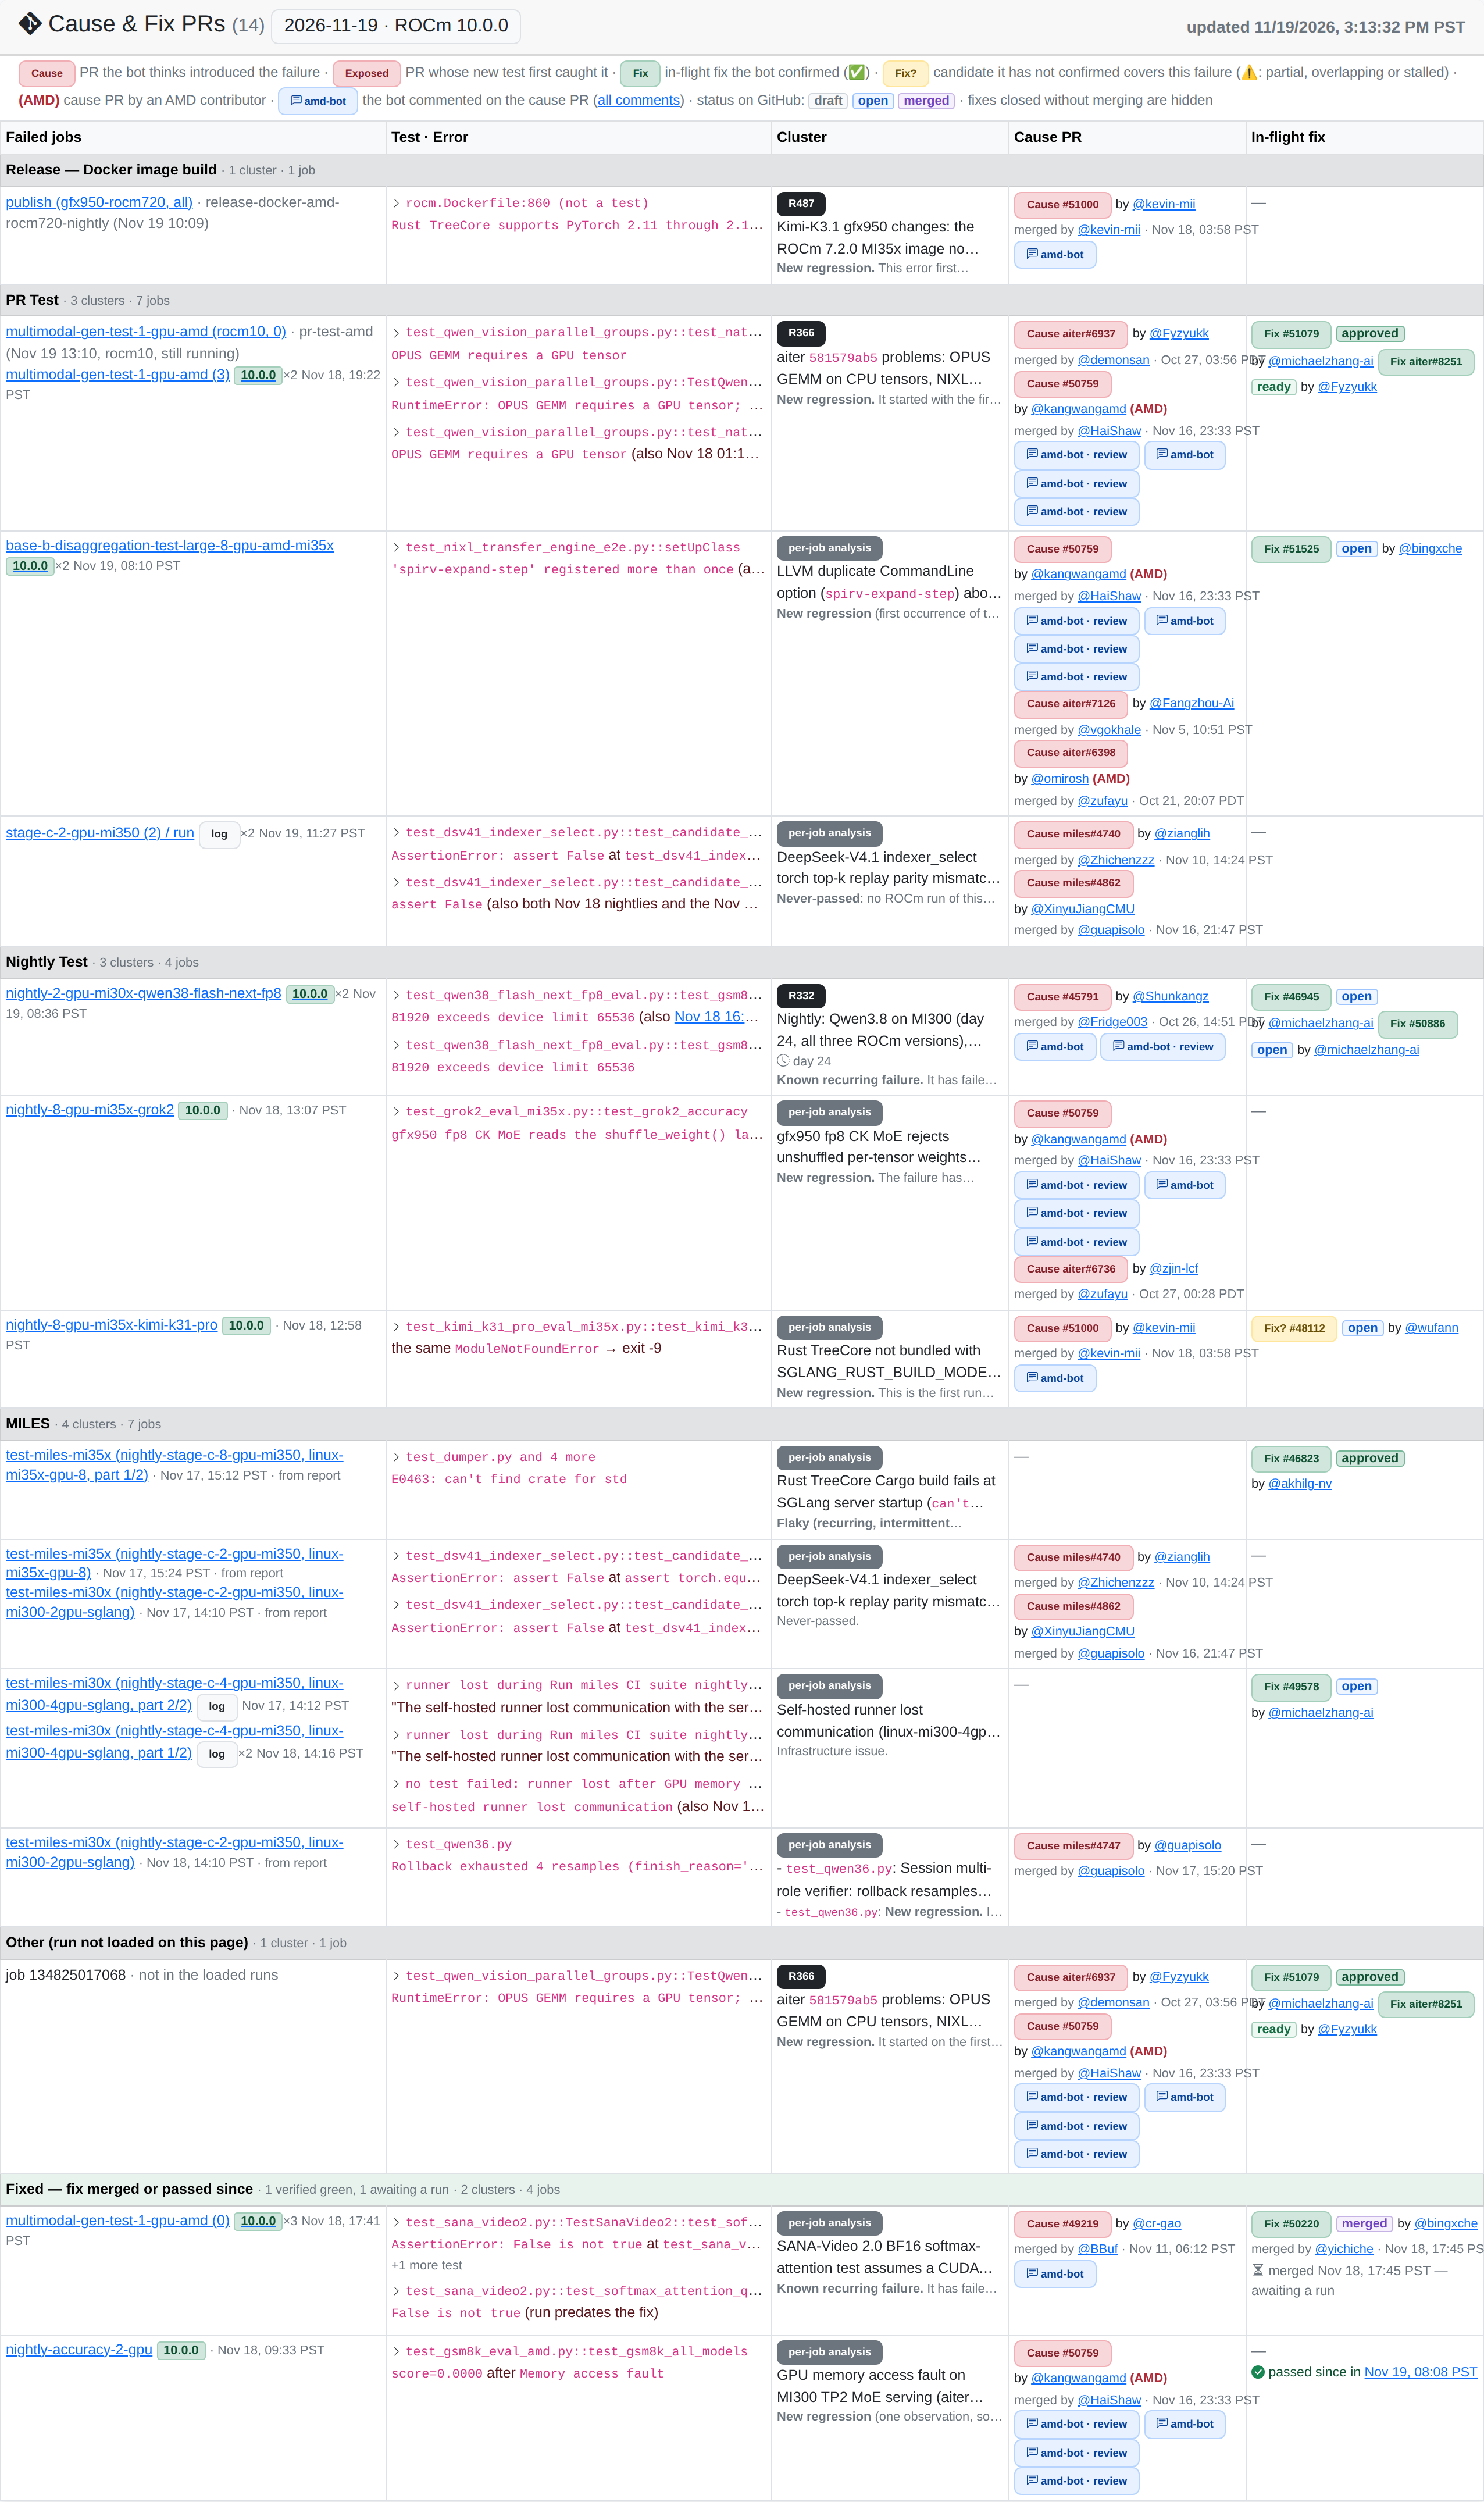 Cause & Fix PRs (14) 2026-11-19 · ROCm 10.0.0
updated 11/19/2026, 3:13:32 PM PST
Cause PR the bot thinks introduced the failure · Exposed PR whose new test first caught it · Fix in-flight fix the bot confirmed (✅) · Fix? candidate it has not confirmed covers this failure (⚠️: partial, overlapping or stalled) ·
(AMD) cause PR by an AMD contributor · amd-bot the bot commented on the cause PR (all comments) · status on GitHub: draft open merged · fixes closed without merging are hidden
Failed jobs
Test · Error
Cluster
Cause PR
In-flight fix
Release — Docker image build · 1 cluster · 1 job
publish (gfx950-rocm720, all) · release-docker-amd-
rocm720-nightly (Nov 19 10:09)
rocm.Dockerfile:860 (not a test)
Rust TreeCore supports PyTorch 2.11 through 2.1…
R487
Kimi-K3.1 gfx950 changes: the
ROCm 7.2.0 MI35x image no…
New regression. This error first…
Cause #51000 by @kevin-mii
merged by @kevin-mii · Nov 18, 03:58 PST
amd-bot
—
PR Test · 3 clusters · 7 jobs
multimodal-gen-test-1-gpu-amd (rocm10, 0) · pr-test-amd
(Nov 19 13:10, rocm10, still running)
multimodal-gen-test-1-gpu-amd (3) 10.0.0 ×2 Nov 18, 19:22
PST
test_qwen_vision_parallel_groups.py::test_nat…
OPUS GEMM requires a GPU tensor
test_qwen_vision_parallel_groups.py::TestQwen…
RuntimeError: OPUS GEMM requires a GPU tensor; …
test_qwen_vision_parallel_groups.py::test_nat…
OPUS GEMM requires a GPU tensor (also Nov 18 01:1…
R366
aiter 581579ab5 problems: OPUS
GEMM on CPU tensors, NIXL…
New regression. It started with the fir…
Cause aiter#6937 by @Fyzyukk
merged by @demonsan · Oct 27, 03:56 PDT
Cause #50759
by @kangwangamd (AMD)
merged by @HaiShaw · Nov 16, 23:33 PST
amd-bot · review amd-bot
amd-bot · review
amd-bot · review
Fix #51079 approved
by @michaelzhang-ai Fix aiter#8251
ready by @Fyzyukk
base-b-disaggregation-test-large-8-gpu-amd-mi35x
10.0.0 ×2 Nov 19, 08:10 PST
test_nixl_transfer_engine_e2e.py::setUpClass
'spirv-expand-step' registered more than once (a…
per-job analysis
LLVM duplicate CommandLine
option (spirv-expand-step) abo…
New regression (first occurrence of t…
Cause #50759
by @kangwangamd (AMD)
merged by @HaiShaw · Nov 16, 23:33 PST
amd-bot · review amd-bot
amd-bot · review
amd-bot · review
Cause aiter#7126 by @Fangzhou-Ai
merged by @vgokhale · Nov 5, 10:51 PST
Cause aiter#6398
by @omirosh (AMD)
merged by @zufayu · Oct 21, 20:07 PDT
Fix #51525 open by @bingxche
stage-c-2-gpu-mi350 (2) / run log ×2 Nov 19, 11:27 PST
test_dsv41_indexer_select.py::test_candidate_…
AssertionError: assert False at test_dsv41_index…
test_dsv41_indexer_select.py::test_candidate_…
assert False (also both Nov 18 nightlies and the Nov …
per-job analysis
DeepSeek-V4.1 indexer_select
torch top-k replay parity mismatc…
Never-passed: no ROCm run of this…
Cause miles#4740 by @zianglih
merged by @Zhichenzzz · Nov 10, 14:24 PST
Cause miles#4862
by @XinyuJiangCMU
merged by @guapisolo · Nov 16, 21:47 PST
—
Nightly Test · 3 clusters · 4 jobs
nightly-2-gpu-mi30x-qwen38-flash-next-fp8 10.0.0 ×2 Nov
19, 08:36 PST
test_qwen38_flash_next_fp8_eval.py::test_gsm8…
81920 exceeds device limit 65536 (also Nov 18 16:…
test_qwen38_flash_next_fp8_eval.py::test_gsm8…
81920 exceeds device limit 65536
R332
Nightly: Qwen3.8 on MI300 (day
24, all three ROCm versions),…
day 24
Known recurring failure. It has faile…
Cause #45791 by @Shunkangz
merged by @Fridge003 · Oct 26, 14:51 PDT
amd-bot amd-bot · review
Fix #46945 open
by @michaelzhang-ai Fix #50886
open by @michaelzhang-ai
nightly-8-gpu-mi35x-grok2 10.0.0 · Nov 18, 13:07 PST
test_grok2_eval_mi35x.py::test_grok2_accuracy
gfx950 fp8 CK MoE reads the shuffle_weight() la…
per-job analysis
gfx950 fp8 CK MoE rejects
unshuffled per-tensor weights…
New regression. The failure has…
Cause #50759
by @kangwangamd (AMD)
merged by @HaiShaw · Nov 16, 23:33 PST
amd-bot · review amd-bot
amd-bot · review
amd-bot · review
Cause aiter#6736 by @zjin-lcf
merged by @zufayu · Oct 27, 00:28 PDT
—
nightly-8-gpu-mi35x-kimi-k31-pro 10.0.0 · Nov 18, 12:58
PST
test_kimi_k31_pro_eval_mi35x.py::test_kimi_k3…
the same ModuleNotFoundError → exit -9
per-job analysis
Rust TreeCore not bundled with
SGLANG_RUST_BUILD_MODE…
New regression. This is the first run…
Cause #51000 by @kevin-mii
merged by @kevin-mii · Nov 18, 03:58 PST
amd-bot
Fix? #48112 open by @wufann
MILES · 4 clusters · 7 jobs
test-miles-mi35x (nightly-stage-c-8-gpu-mi350, linux-
mi35x-gpu-8, part 1/2) · Nov 17, 15:12 PST · from report
test_dumper.py and 4 more
E0463: can't find crate for std
per-job analysis
Rust TreeCore Cargo build fails at
SGLang server startup (can't…
Flaky (recurring, intermittent…
—
Fix #46823 approved
by @akhilg-nv
test-miles-mi35x (nightly-stage-c-2-gpu-mi350, linux-
mi35x-gpu-8) · Nov 17, 15:24 PST · from report
test-miles-mi30x (nightly-stage-c-2-gpu-mi350, linux-
mi300-2gpu-sglang) · Nov 17, 14:10 PST · from report
test_dsv41_indexer_select.py::test_candidate_…
AssertionError: assert False at assert torch.equ…
test_dsv41_indexer_select.py::test_candidate_…
AssertionError: assert False at test_dsv41_index…
per-job analysis
DeepSeek-V4.1 indexer_select
torch top-k replay parity mismatc…
Never-passed.
Cause miles#4740 by @zianglih
merged by @Zhichenzzz · Nov 10, 14:24 PST
Cause miles#4862
by @XinyuJiangCMU
merged by @guapisolo · Nov 16, 21:47 PST
—
test-miles-mi30x (nightly-stage-c-4-gpu-mi350, linux-
mi300-4gpu-sglang, part 2/2) log Nov 17, 14:12 PST
test-miles-mi30x (nightly-stage-c-4-gpu-mi350, linux-
mi300-4gpu-sglang, part 1/2) log ×2 Nov 18, 14:16 PST
runner lost during Run miles CI suite nightly…
"The self-hosted runner lost communication with the ser…
runner lost during Run miles CI suite nightly…
"The self-hosted runner lost communication with the ser…
no test failed: runner lost after GPU memory …
self-hosted runner lost communication (also Nov 1…
per-job analysis
Self-hosted runner lost
communication (linux-mi300-4gp…
Infrastructure issue.
—
Fix #49578 open
by @michaelzhang-ai
test-miles-mi30x (nightly-stage-c-2-gpu-mi350, linux-
mi300-2gpu-sglang) · Nov 18, 14:10 PST · from report
test_qwen36.py
Rollback exhausted 4 resamples (finish_reason='…
per-job analysis
- test_qwen36.py: Session multi-
role verifier: rollback resamples…
- test_qwen36.py: New regression. I…
Cause miles#4747 by @guapisolo
merged by @guapisolo · Nov 17, 15:20 PST
—
Other (run not loaded on this page) · 1 cluster · 1 job
job 134825017068 · not in the loaded runs
test_qwen_vision_parallel_groups.py::TestQwen…
RuntimeError: OPUS GEMM requires a GPU tensor; …
R366
aiter 581579ab5 problems: OPUS
GEMM on CPU tensors, NIXL…
New regression. It started on the first…
Cause aiter#6937 by @Fyzyukk
merged by @demonsan · Oct 27, 03:56 PDT
Cause #50759
by @kangwangamd (AMD)
merged by @HaiShaw · Nov 16, 23:33 PST
amd-bot · review amd-bot
amd-bot · review
amd-bot · review
Fix #51079 approved
by @michaelzhang-ai Fix aiter#8251
ready by @Fyzyukk
Fixed — fix merged or passed since · 1 verified green, 1 awaiting a run · 2 clusters · 4 jobs
multimodal-gen-test-1-gpu-amd (0) 10.0.0 ×3 Nov 18, 17:41
PST
test_sana_video2.py::TestSanaVideo2::test_sof…
AssertionError: False is not true at test_sana_v…
+1 more test
test_sana_video2.py::test_softmax_attention_q…
False is not true (run predates the fix)
per-job analysis
SANA-Video 2.0 BF16 softmax-
attention test assumes a CUDA…
Known recurring failure. It has faile…
Cause #49219 by @cr-gao
merged by @BBuf · Nov 11, 06:12 PST
amd-bot
Fix #50220 merged by @bingxche
merged by @yichiche · Nov 18, 17:45 PS
⏳ merged Nov 18, 17:45 PST —
awaiting a run
nightly-accuracy-2-gpu 10.0.0 · Nov 18, 09:33 PST
test_gsm8k_eval_amd.py::test_gsm8k_all_models
score=0.0000 after Memory access fault
per-job analysis
GPU memory access fault on
MI300 TP2 MoE serving (aiter…
New regression (one observation, so…
Cause #50759
by @kangwangamd (AMD)
merged by @HaiShaw · Nov 16, 23:33 PST
amd-bot · review amd-bot
amd-bot · review
amd-bot · review
—
passed since in Nov 19, 08:08 PST